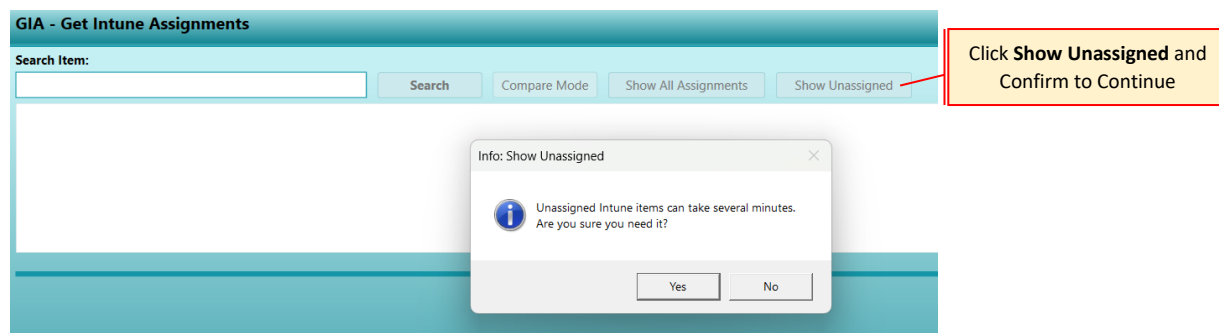 GIA - Get Intune Assignments
Search Item:
Search
Compare Mode
Show All Assignments
Show Unassigned
Click Show Unassigned and
Confirm to Continue
Info: Show Unassigned
Unassigned Intune items can take several minutes.
Are you sure you need it?
Yes
No